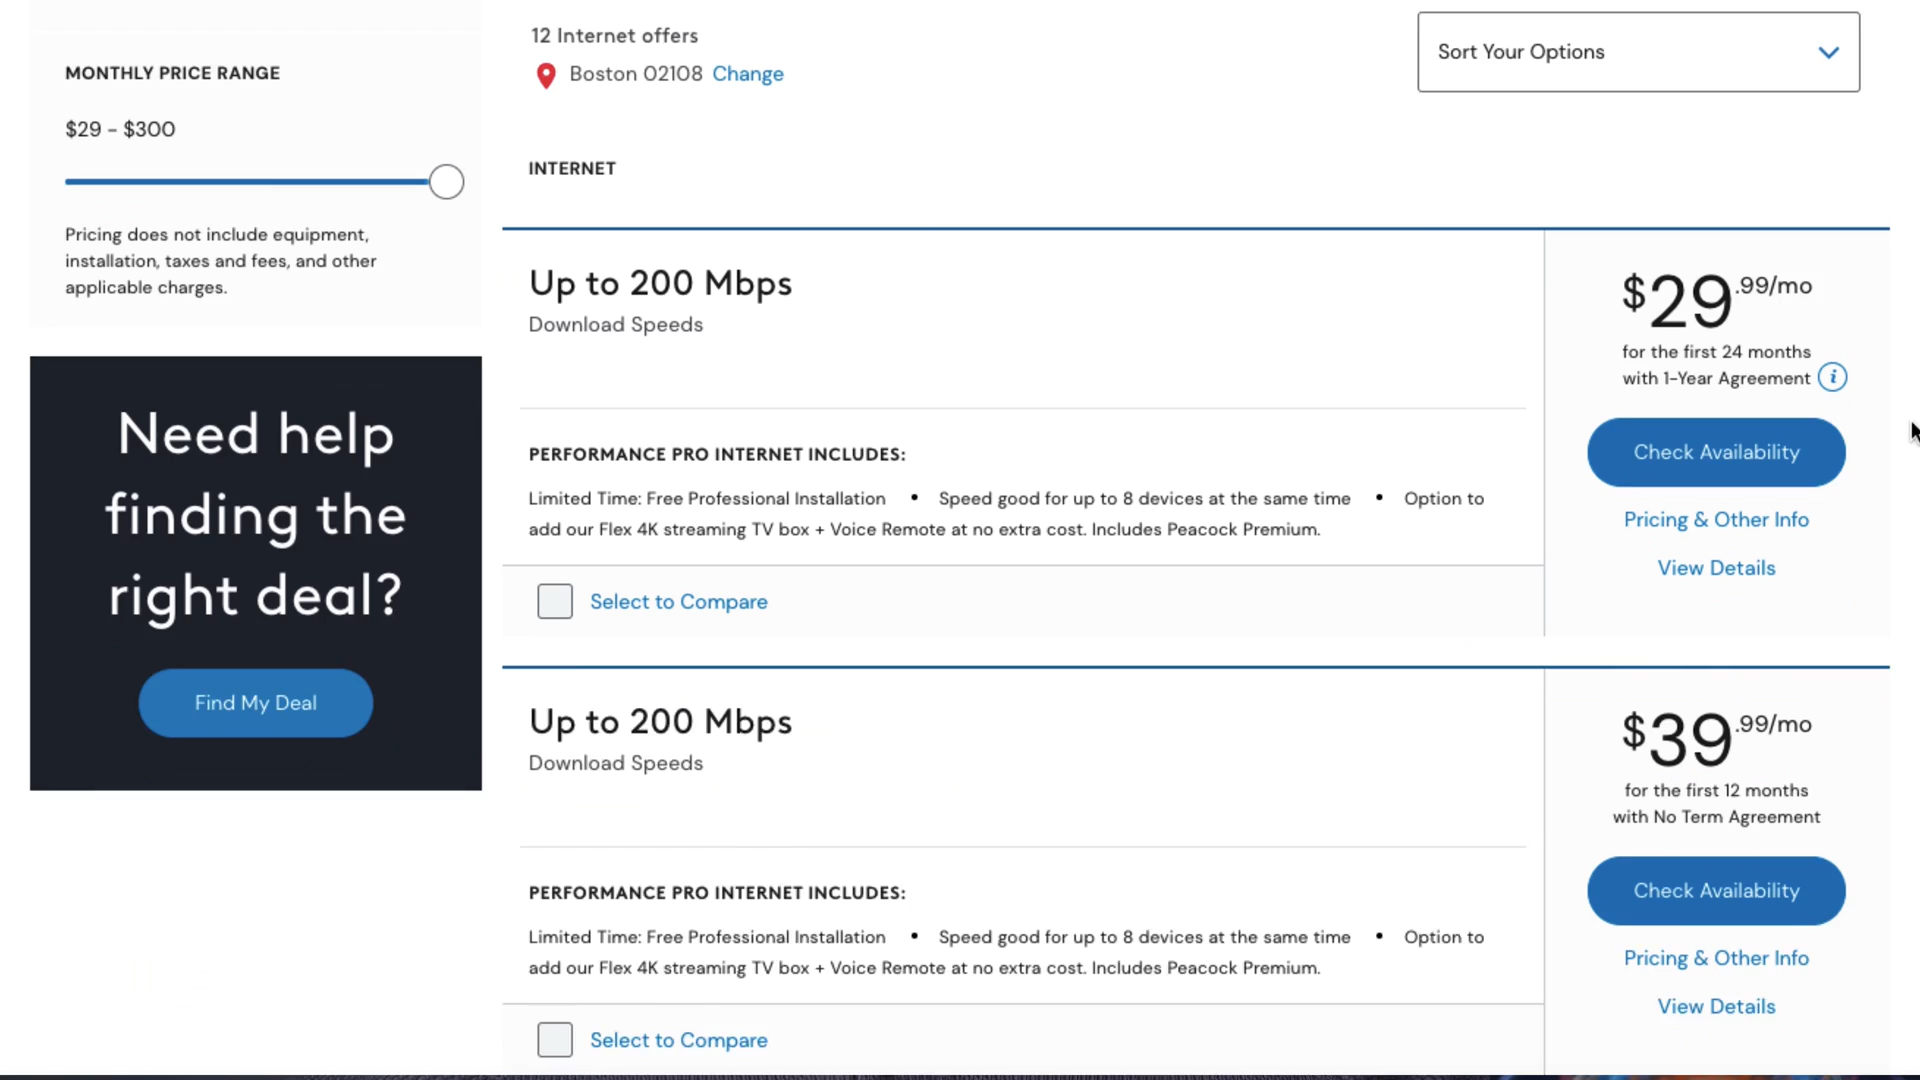 MONTHLY PRICE RANGE
$29 - $300
Pricing does not include equipment,
installation, taxes and fees, and other
applicable charges.
Need help
finding the
right deal?
Find My Deal
12 Internet offers
Boston 02108 Change
Sort Your Options
INTERNET
Up to 200 Mbps
Download Speeds
PERFORMANCE PRO INTERNET INCLUDES:
Limited Time: Free Professional Installation • Speed good for up to 8 devices at the same time • Option to
add our Flex 4K streaming TV box + Voice Remote at no extra cost. Includes Peacock Premium.
Select to Compare
$29.99/mo
for the first 24 months
with 1-Year Agreement i
Check Availability
Pricing & Other Info
View Details
Up to 200 Mbps
Download Speeds
PERFORMANCE PRO INTERNET INCLUDES:
Limited Time: Free Professional Installation • Speed good for up to 8 devices at the same time • Option to
add our Flex 4K streaming TV box + Voice Remote at no extra cost. Includes Peacock Premium.
Select to Compare
$39.99/mo
for the first 12 months
with No Term Agreement
Check Availability
Pricing & Other Info
View Details